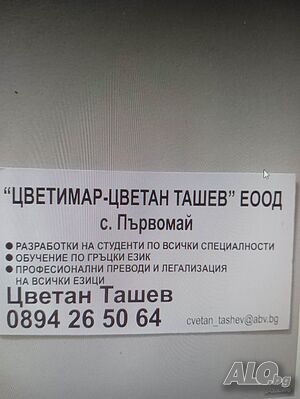 “ЦВЕТИМАР-ЦВЕТАН ТАШЕВ” ЕООД
с. Първомай
● РАЗРАБОТКИ НА СТУДЕНТИ ПО ВСИЧКИ СПЕЦИАЛНОСТИ
● ОБУЧЕНИЕ ПО ГРЪЦКИ ЕЗИК
● ПРОФЕСИОНАЛНИ ПРЕВОДИ И ЛЕГАЛИЗАЦИЯ
НА ВСИЧКИ ЕЗИЦИ
Цветан Ташев
0894 26 50 64
cvetan_tashev@abv.bg
ALO.bg